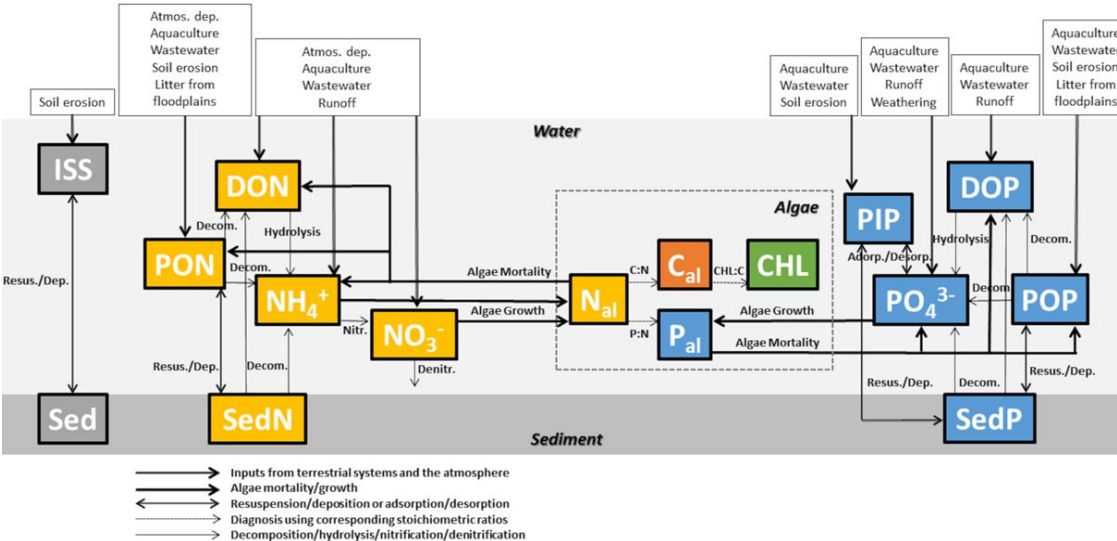 Atmos. dep.
Aquaculture
Wastewater
Soil erosion
Litter from
floodplains
Atmos. dep.
Aquaculture
Wastewater
Runoff
Soil erosion
Aquaculture
Wastewater
Soil erosion
Aquaculture
Wastewater
Runoff
Weathering
Aquaculture
Wastewater
Runoff
Aquaculture
Wastewater
Soil erosion
Litter from
floodplains
Water
ISS
DON
Decom.
Hydrolysis
PON
Decom.
NH₄⁺
Nitr.
NO₃⁻
Denitr.
Resus./Dep.
Resus./Dep.
Decom.
Algae Mortality
Algae Growth
Algae
N_al
C:N
C_al
CHL:C
CHL
P:N
P_al
Algae Growth
Algae Mortality
PIP
DOP
Hydrolysis
Decom.
Adorp./Desorp.
PO₄³⁻
Decom.
POP
Resus./Dep.
Decom.
Resus./Dep.
Sed
SedN
SedP
Sediment
Inputs from terrestrial systems and the atmosphere
Algae mortality/growth
Resuspension/deposition or adsorption/desorption
Diagnosis using corresponding stoichiometric ratios
Decomposition/hydrolysis/nitrification/denitrification